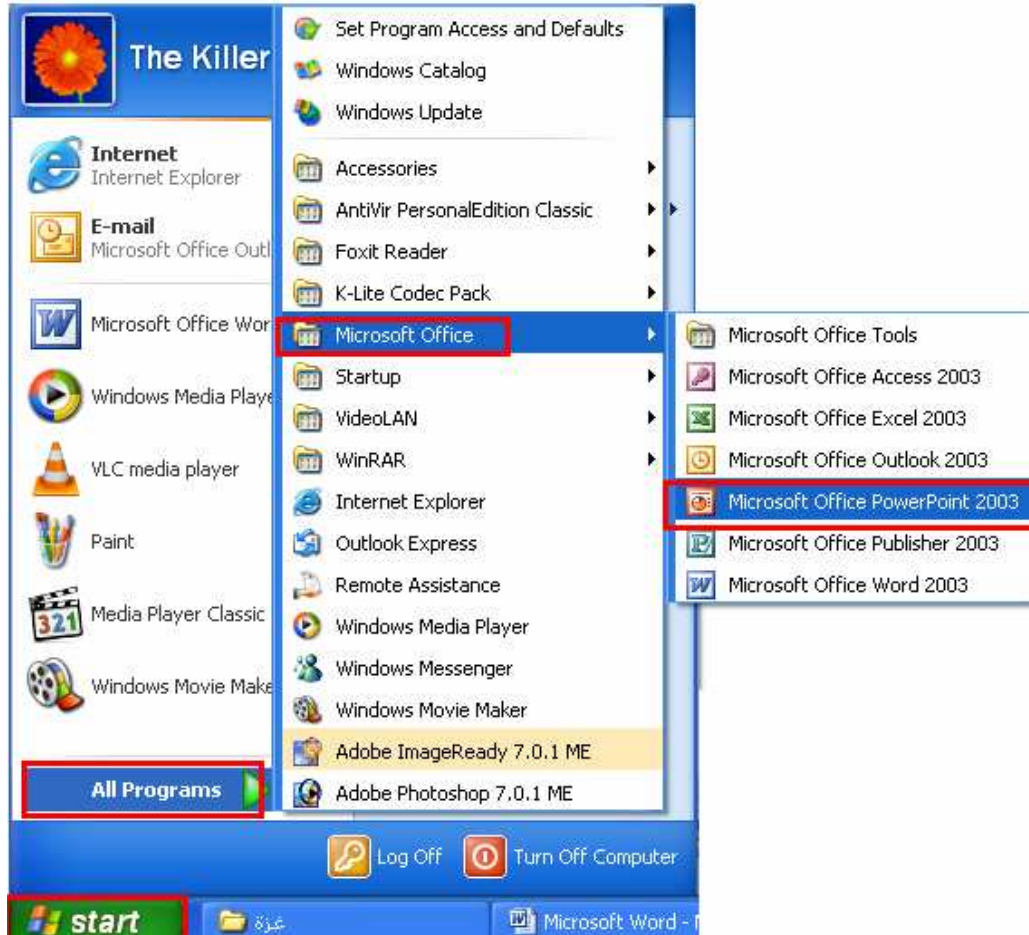 The Killer
Internet
Internet Explorer
E-mail
Microsoft Office Outl
Microsoft Office Wor
Windows Media Playe
VLC media player
Paint
Media Player Classic
321
Windows Movie Make
All Programs
Set Program Access and Defaults
Windows Catalog
Windows Update
Accessories
AntiVir PersonalEdition Classic
Foxit Reader
K-Lite Codec Pack
Microsoft Office
Startup
VideoLAN
WinRAR
Internet Explorer
Outlook Express
Remote Assistance
Windows Media Player
Windows Messenger
Windows Movie Maker
Adobe ImageReady 7.0.1 ME
Adobe Photoshop 7.0.1 ME
Microsoft Office Tools
Microsoft Office Access 2003
Microsoft Office Excel 2003
Microsoft Office Outlook 2003
Microsoft Office PowerPoint 2003
Microsoft Office Publisher 2003
Microsoft Office Word 2003
Log Off
Turn Off Computer
start
غزة
Microsoft Word -